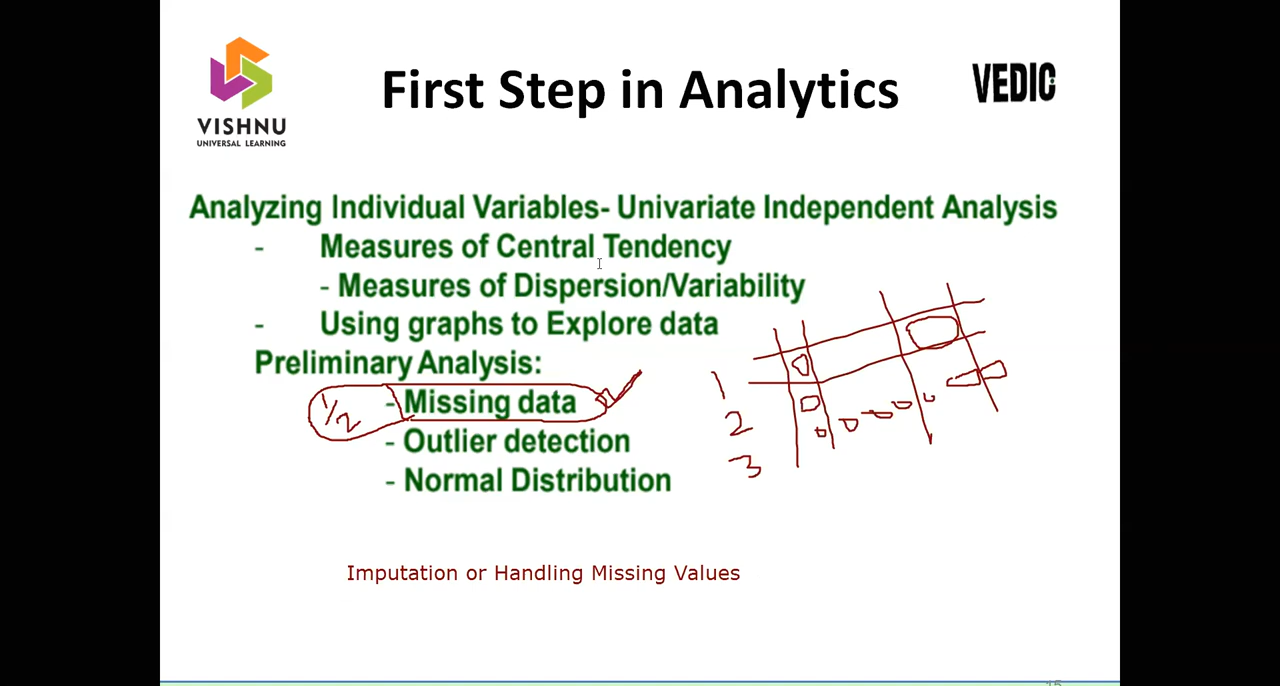 VISHNU
UNIVERSAL LEARNING
First Step in Analytics
VEDIC
Analyzing Individual Variables- Univariate Independent Analysis
- Measures of Central Tendency
- Measures of Dispersion/Variability
- Using graphs to Explore data
Preliminary Analysis:
1/2 - Missing data
- Outlier detection
- Normal Distribution
1
2
3
Imputation or Handling Missing Values